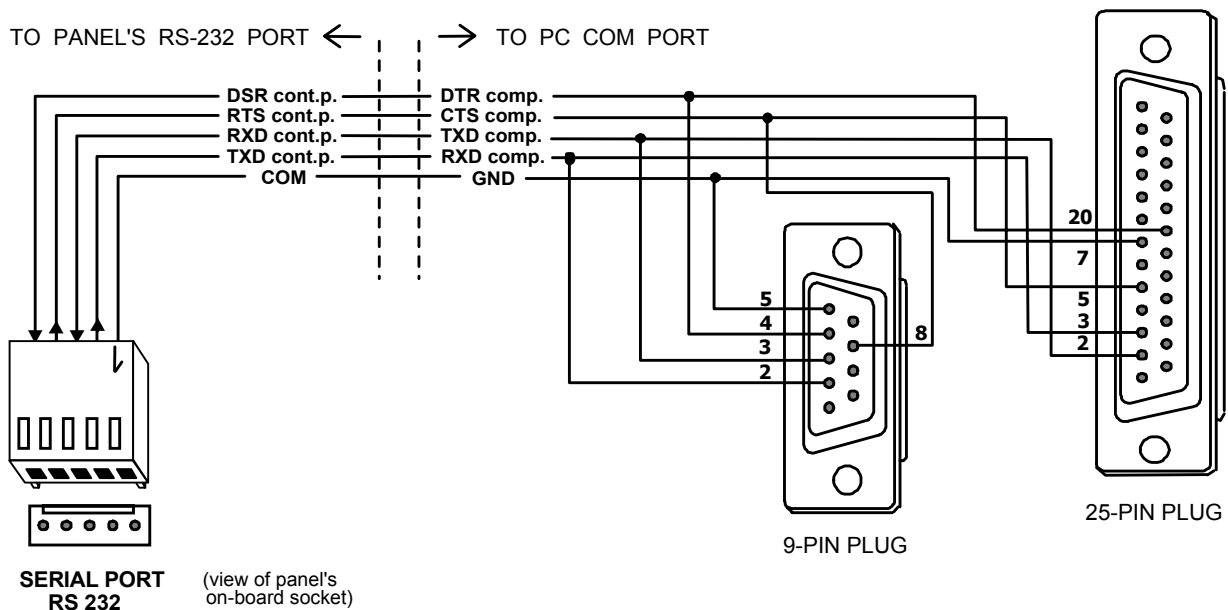 TO PANEL'S RS-232 PORT
TO PC COM PORT
DSR cont.p.
DTR comp.
RTS cont.p.
CTS comp.
RXD cont.p.
TXD comp.
TXD cont.p.
RXD comp.
COM
GND
20
7
5
3
2
5
4
3
2
8
25-PIN PLUG
9-PIN PLUG
SERIAL PORT
RS 232
(view of panel's
on-board socket)